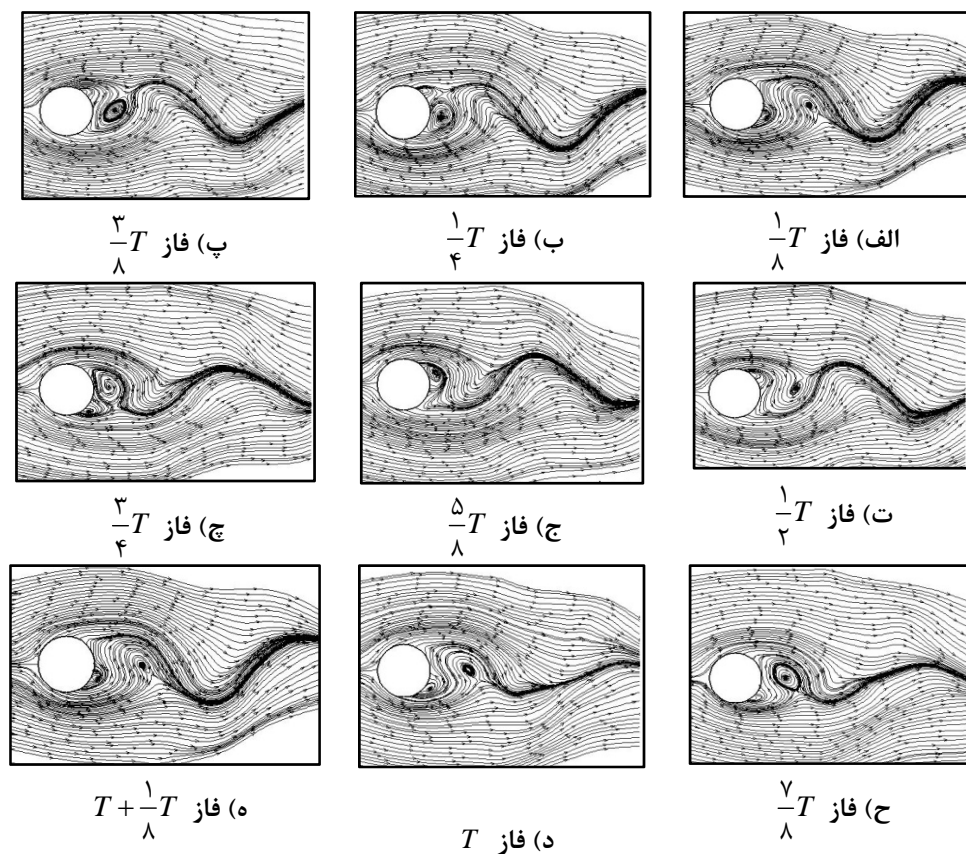 الف) فاز ۱/۸ T
ب) فاز ۱/۴ T
پ) فاز ۳/۸ T
ت) فاز ۱/۲ T
ج) فاز ۵/۸ T
چ) فاز ۳/۴ T
ح) فاز ۷/۸ T
د) فاز T
ه) فاز T + ۱/۸ T